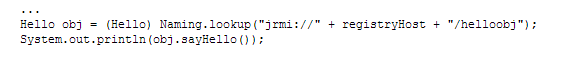 ...
Hello obj = (Hello) Naming.lookup("jrmi://" + registryHost + "/helloobj");
System.out.println(obj.sayHello());